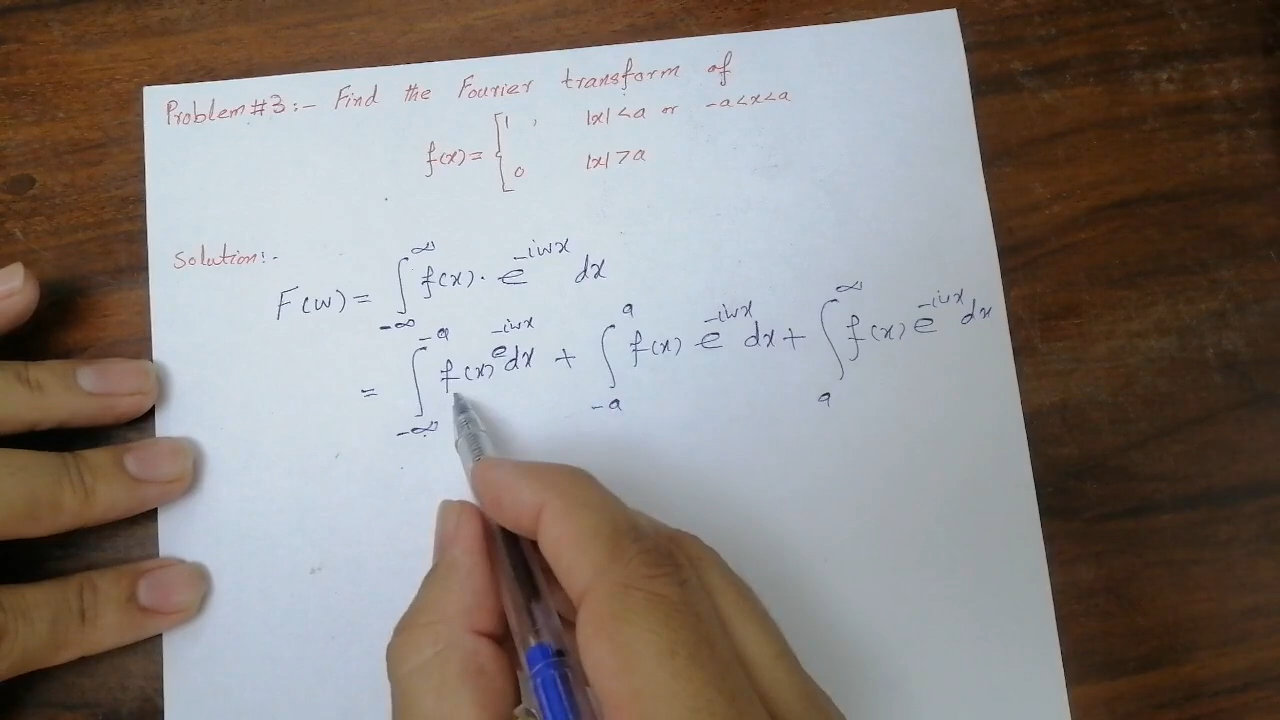 Problem #3:- Find the Fourier transform of
f(x) = { 1 , |x| < a or -a<x<a
0 |x| > a
Solution:-
F(w) = ∫_{-∞}^{∞} f(x) · e^{-iwx} dx
= ∫_{-∞}^{-a} f(x) e^{-iwx} dx + ∫_{-a}^{a} f(x) e^{-iwx} dx + ∫_{a}^{∞} f(x) e^{-iwx} dx